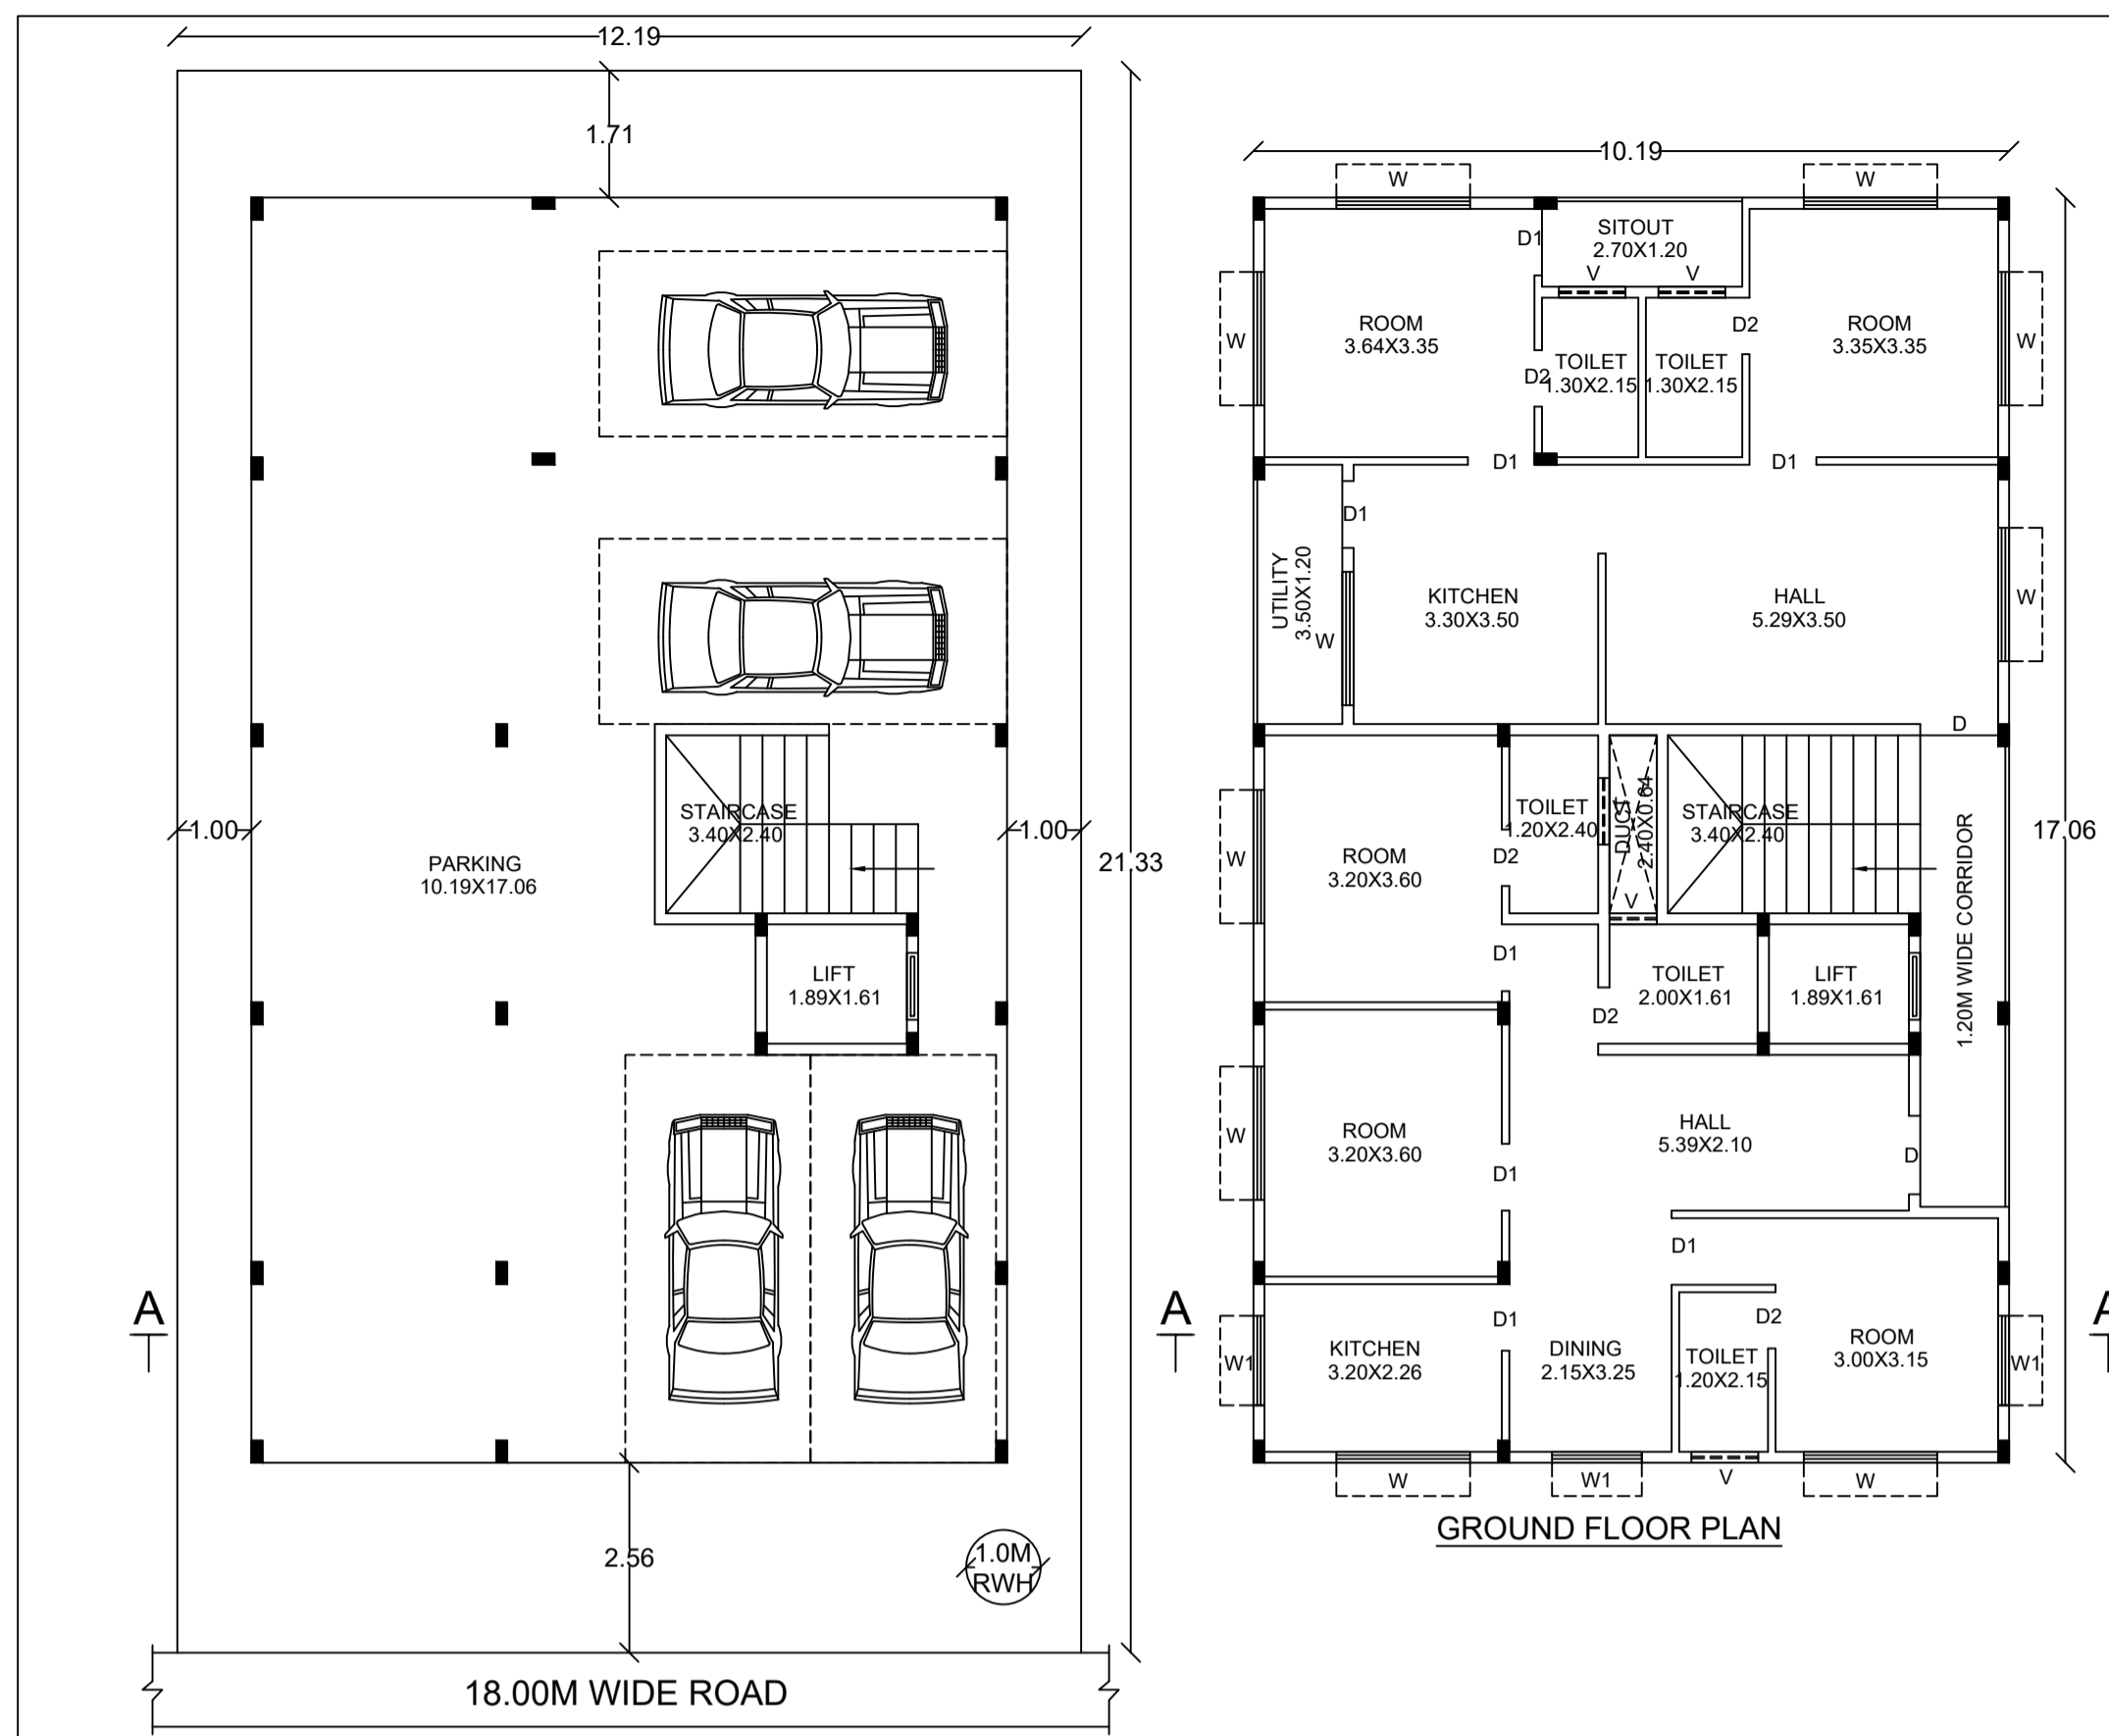 12.19
1.71
1.00
1.00
21.33
STAIRCASE
3.40X2.40
PARKING
10.19X17.06
LIFT
1.89X1.61
A
2.56
1.0M
RWH
18.00M WIDE ROAD
10.19
W
W
SITOUT
2.70X1.20
D1
V
V
W
ROOM
3.64X3.35
D2
ROOM
3.35X3.35
W
TOILET
1.30X2.15
TOILET
1.30X2.15
D2
D1
D1
D1
UTILITY
3.50X1.20
W
KITCHEN
3.30X3.50
HALL
5.29X3.50
W
D
TOILET
1.20X2.40
DUCT
2.40X0.64
V
STAIRCASE
3.40X2.40
17.06
W
ROOM
3.20X3.60
D2
V
1.20M WIDE CORRIDOR
D1
TOILET
2.00X1.61
LIFT
1.89X1.61
D2
W
ROOM
3.20X3.60
HALL
5.39X2.10
D
D1
D1
A
A
D1
D2
W1
KITCHEN
3.20X2.26
DINING
2.15X3.25
TOILET
1.20X2.15
ROOM
3.00X3.15
W1
W
W1
V
W
GROUND FLOOR PLAN